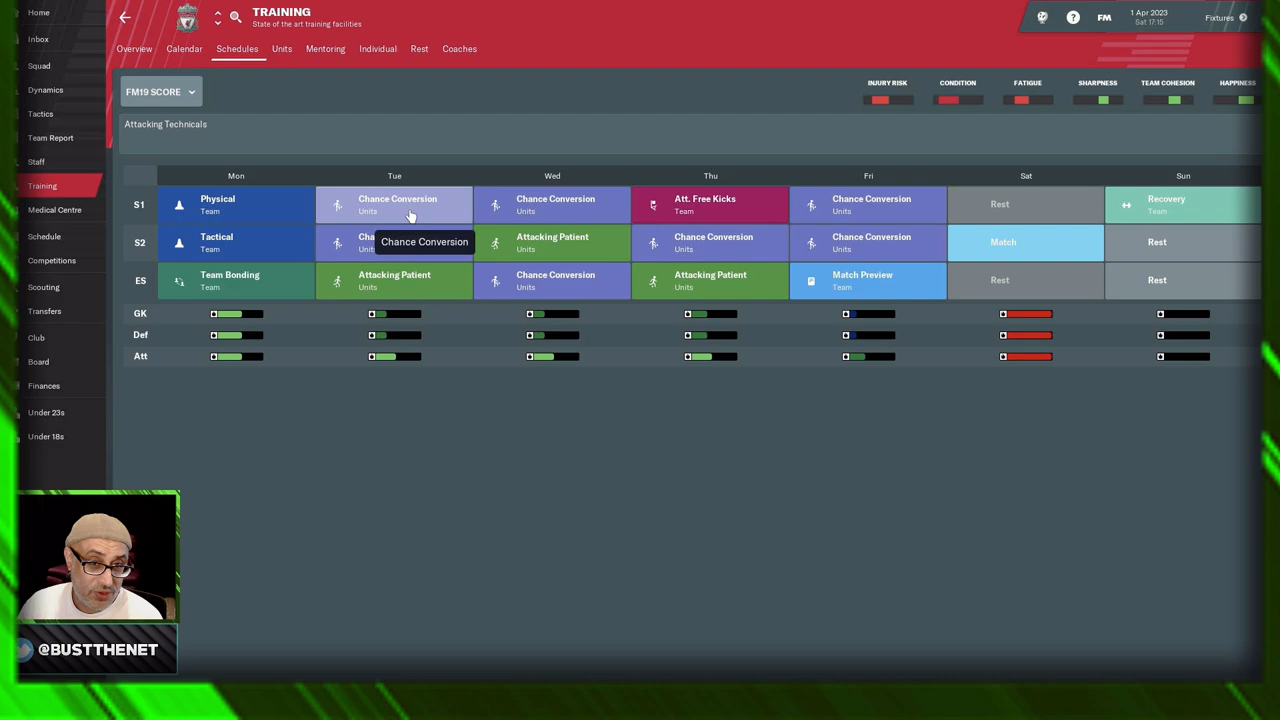 Home
Inbox
Squad
Dynamics
Tactics
Team Report
Staff
Training
Medical Centre
Schedule
Competitions
Scouting
Transfers
Club
Board
Finances
Under 23s
Under 18s
TRAINING
State of the art training facilities
FM
1 Apr 2023
Sat 17:15
Fixtures
Overview Calendar Schedules Units Mentoring Individual Rest Coaches
FM19 SCORE
INJURY RISK CONDITION FATIGUE SHARPNESS TEAM COHESION HAPPINESS
Attacking Technicals
Mon Tue Wed Thu Fri Sat Sun
S1
Physical
Team
Chance Conversion
Units
Chance Conversion
Units
Att. Free Kicks
Team
Chance Conversion
Units
Rest
Recovery
Team
S2
Tactical
Team
Cha
Units
Chance Conversion
Attacking Patient
Units
Chance Conversion
Units
Chance Conversion
Units
Match
Rest
ES
Team Bonding
Team
Attacking Patient
Units
Chance Conversion
Units
Attacking Patient
Units
Match Preview
Team
Rest
Rest
GK
Def
Att
@BUSTTHENET